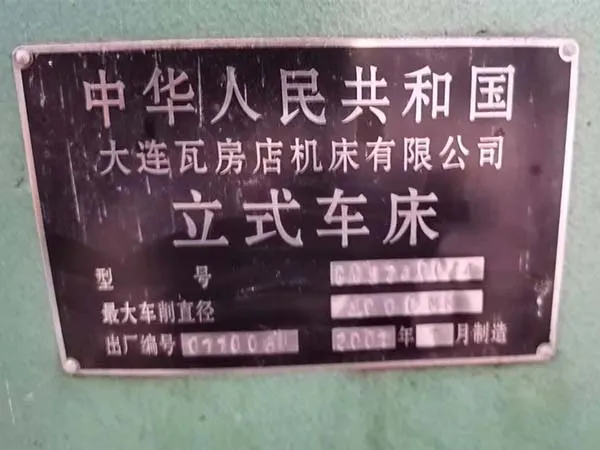 中华人民共和国
大连瓦房店机床有限公司
立式车床
型 号
最大车削直径
出厂编号 年 月制造